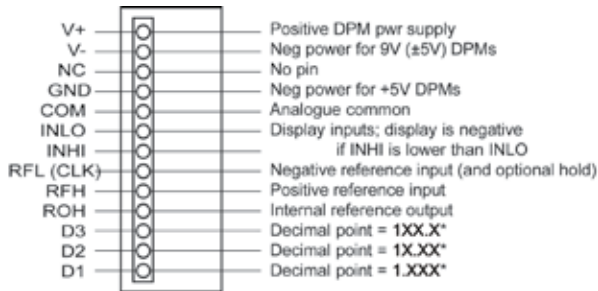 V+ Positive DPM pwr supply
V- Neg power for 9V (±5V) DPMs
NC No pin
GND Neg power for +5V DPMs
COM Analogue common
INLO Display inputs; display is negative
INHI if INHI is lower than INLO
RFL (CLK) Negative reference input (and optional hold)
RFH Positive reference input
ROH Internal reference output
D3 Decimal point = 1XX.X*
D2 Decimal point = 1X.XX*
D1 Decimal point = 1.XXX*